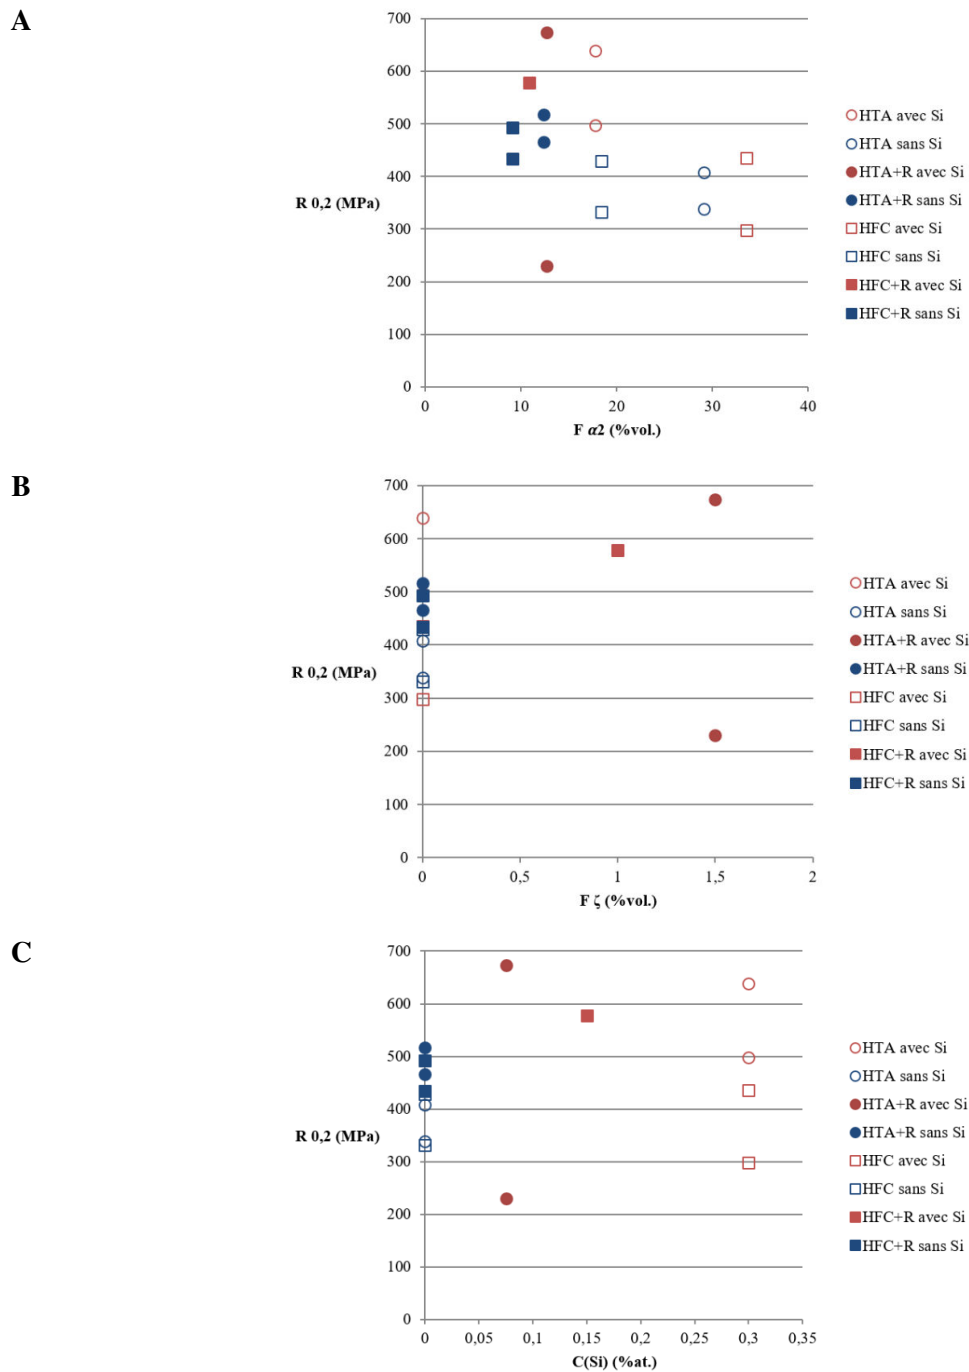 A
700
600
500
400
300
200
100
0
R 0,2 (MPa)
0 10 20 30 40
F α2 (%vol.)
HTA avec Si
HTA sans Si
HTA+R avec Si
HTA+R sans Si
HFC avec Si
HFC sans Si
HFC+R avec Si
HFC+R sans Si
B
700
600
500
400
300
200
100
0
R 0,2 (MPa)
0 0,5 1 1,5 2
F ζ (%vol.)
HTA avec Si
HTA sans Si
HTA+R avec Si
HTA+R sans Si
HFC avec Si
HFC sans Si
HFC+R avec Si
HFC+R sans Si
C
700
600
500
400
300
200
100
0
R 0,2 (MPa)
0 0,05 0,1 0,15 0,2 0,25 0,3 0,35
C(Si) (%at.)
HTA avec Si
HTA sans Si
HTA+R avec Si
HTA+R sans Si
HFC avec Si
HFC sans Si
HFC+R avec Si
HFC+R sans Si